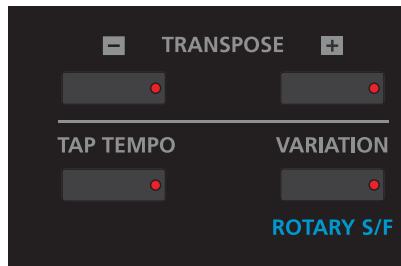 - TRANSPOSE +
TAP TEMPO VARIATION
ROTARY S/F